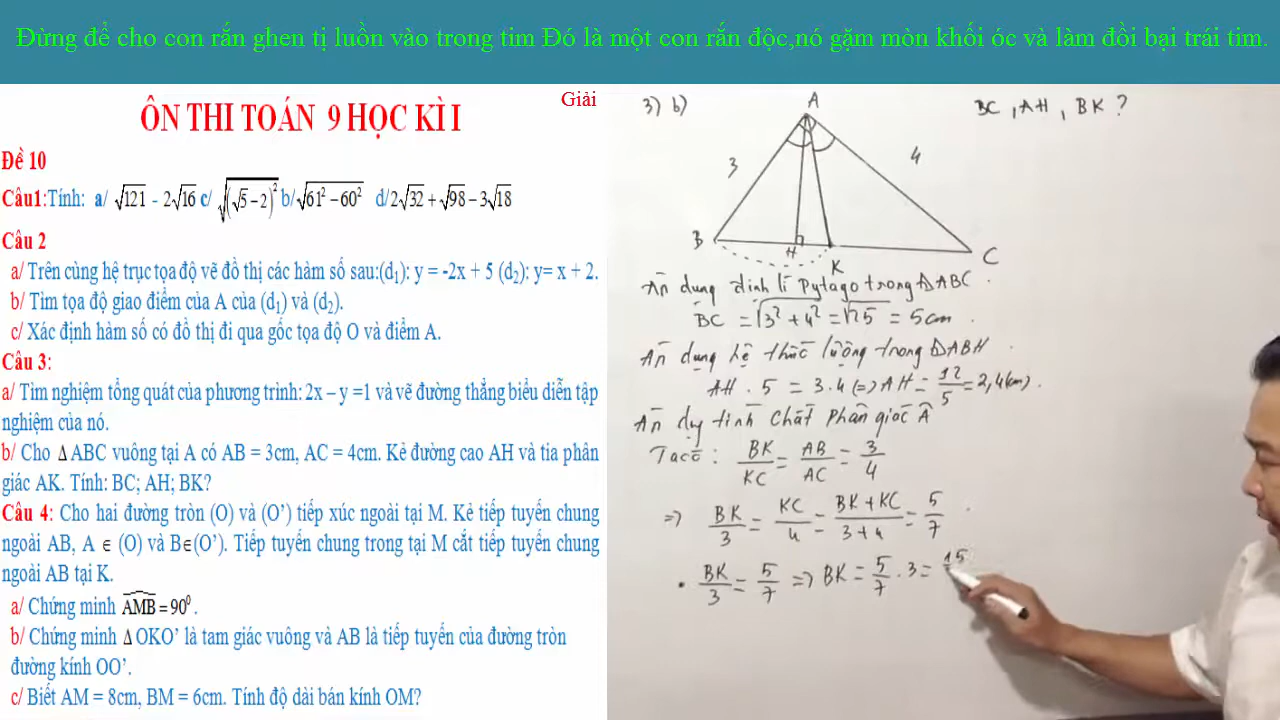 Đừng để cho con rắn ghen tị luồn vào trong tim Đó là một con rắn độc,nó gặm mòn khối óc và làm đồi bại trái tim.
ÔN THI TOÁN 9 HỌC KÌ I
Giải
Đề 10
Câu1:Tính: a/ √121 - 2√16 c/ √(√5−2)² b/√61²−60² d/2√32+√98−3√18
Câu 2
a/ Trên cùng hệ trục tọa độ vẽ đồ thị các hàm số sau:(d₁): y = -2x + 5 (d₂): y= x + 2.
b/ Tìm tọa độ giao điểm của A của (d₁) và (d₂).
c/ Xác định hàm số có đồ thị đi qua gốc tọa độ O và điểm A.
Câu 3:
a/ Tìm nghiệm tổng quát của phương trình: 2x – y =1 và vẽ đường thẳng biểu diễn tập
nghiệm của nó.
b/ Cho Δ ABC vuông tại A có AB = 3cm, AC = 4cm. Kẻ đường cao AH và tia phân
giác AK. Tính: BC; AH; BK?
Câu 4: Cho hai đường tròn (O) và (O’) tiếp xúc ngoài tại M. Kẻ tiếp tuyến chung
ngoài AB, A ∈ (O) và B∈(O’). Tiếp tuyến chung trong tại M cắt tiếp tuyến chung
ngoài AB tại K.
a/ Chứng minh AMB = 90⁰.
b/ Chứng minh Δ OKO’ là tam giác vuông và AB là tiếp tuyến của đường tròn
đường kính OO’.
c/ Biết AM = 8cm, BM = 6cm. Tính độ dài bán kính OM?
3) b)
BC , AH , BK ?
A
3
4
B
H
K
C
định lí Pytago trong ΔABC
BC = √3²+4² = √25 = 5cm
hệ thức lượng trong ΔABH
AH . 5 = 3.4 (=) AH = 12/5 = 2,4(cm).
tính chất phân giác Â
Ta có : BK/KC = AB/AC = 3/4
=> BK/3 = KC/4 = BK+KC/3+4 = 5/7
• BK/3 = 5/7 => BK = 5/7 . 3 = 15